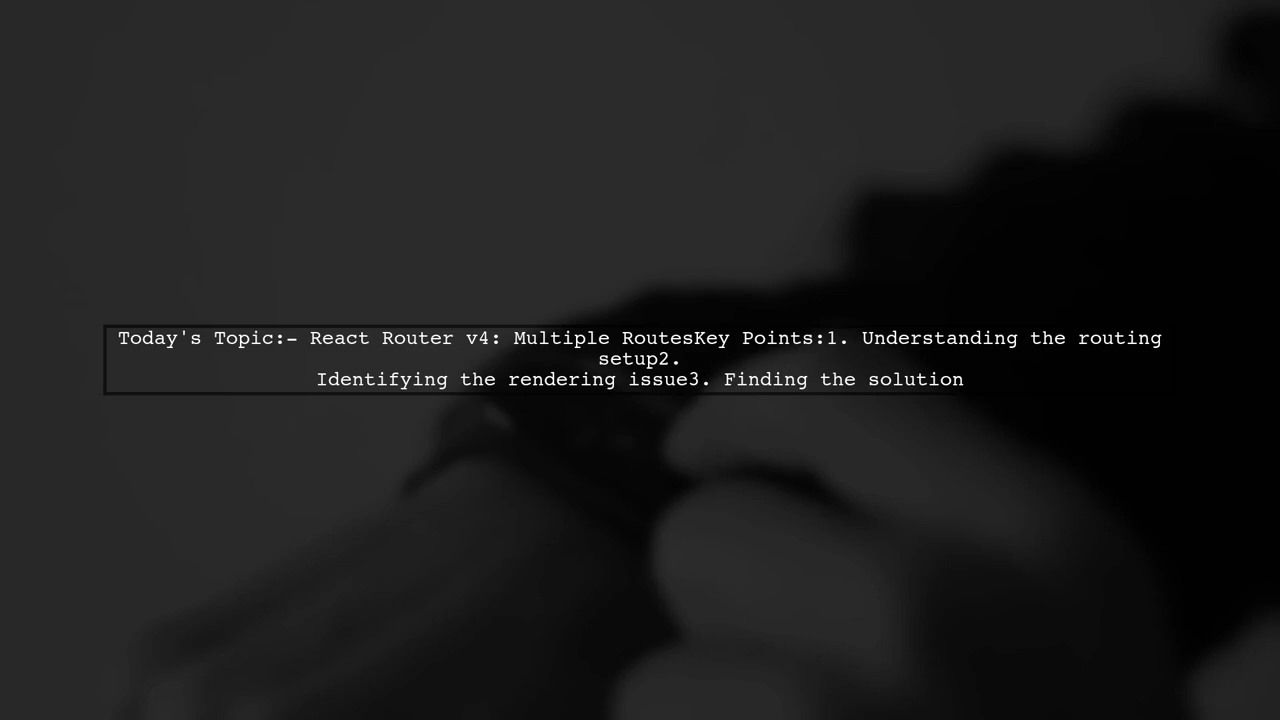 Today's Topic:- React Router v4: Multiple RoutesKey Points:1. Understanding the routing
setup2.
Identifying the rendering issue3. Finding the solution